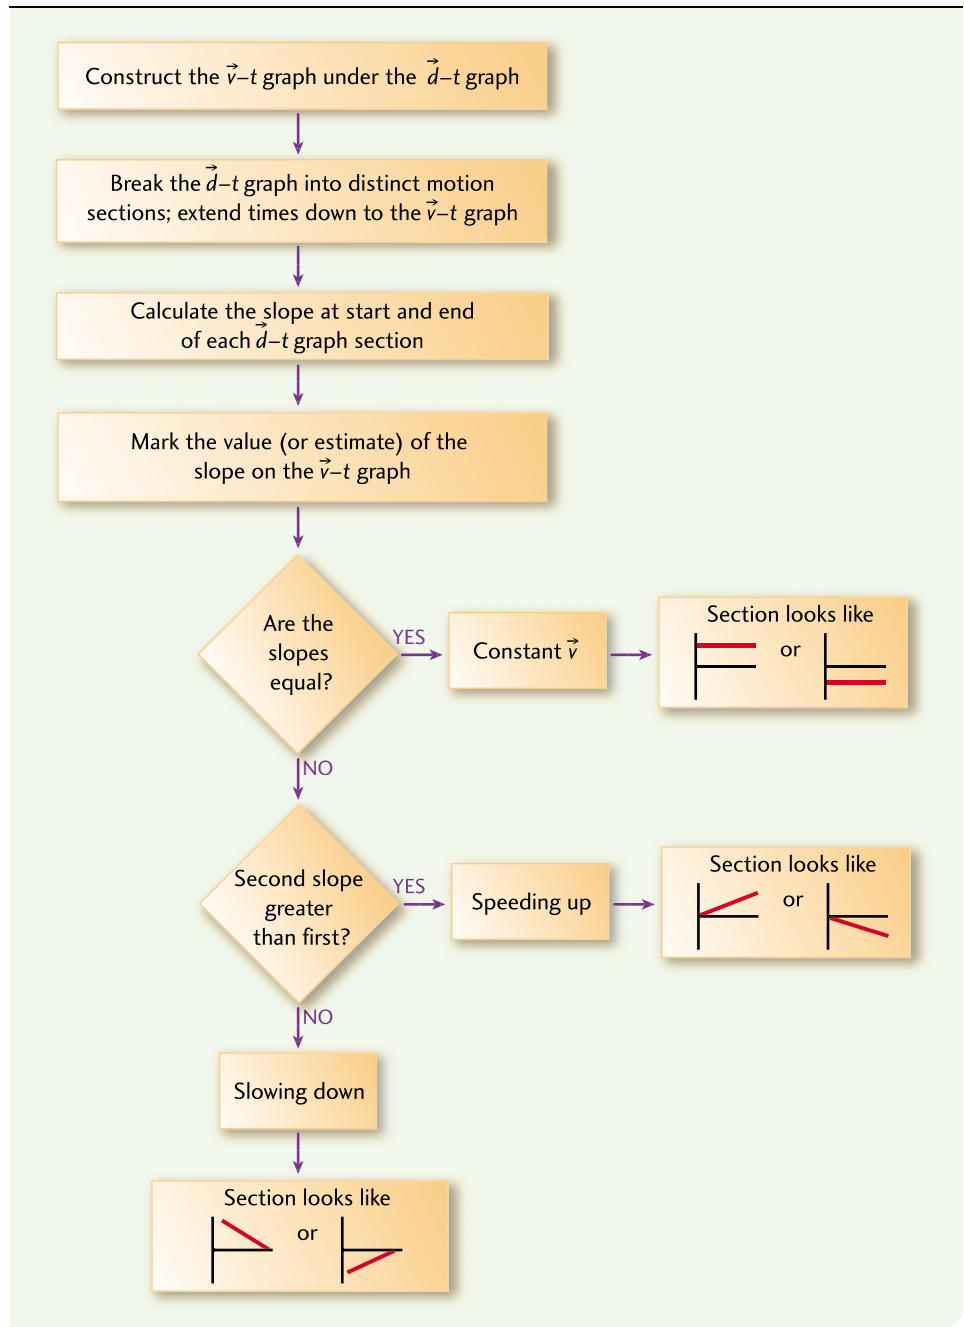 Construct the v–t graph under the d–t graph
Break the d–t graph into distinct motion
sections; extend times down to the v–t graph
Calculate the slope at start and end
of each d–t graph section
Mark the value (or estimate) of the
slope on the v–t graph
Are the
slopes
equal?
YES
Constant v
Section looks like
or
NO
Second slope
greater
than first?
YES
Speeding up
Section looks like
or
NO
Slowing down
Section looks like
or